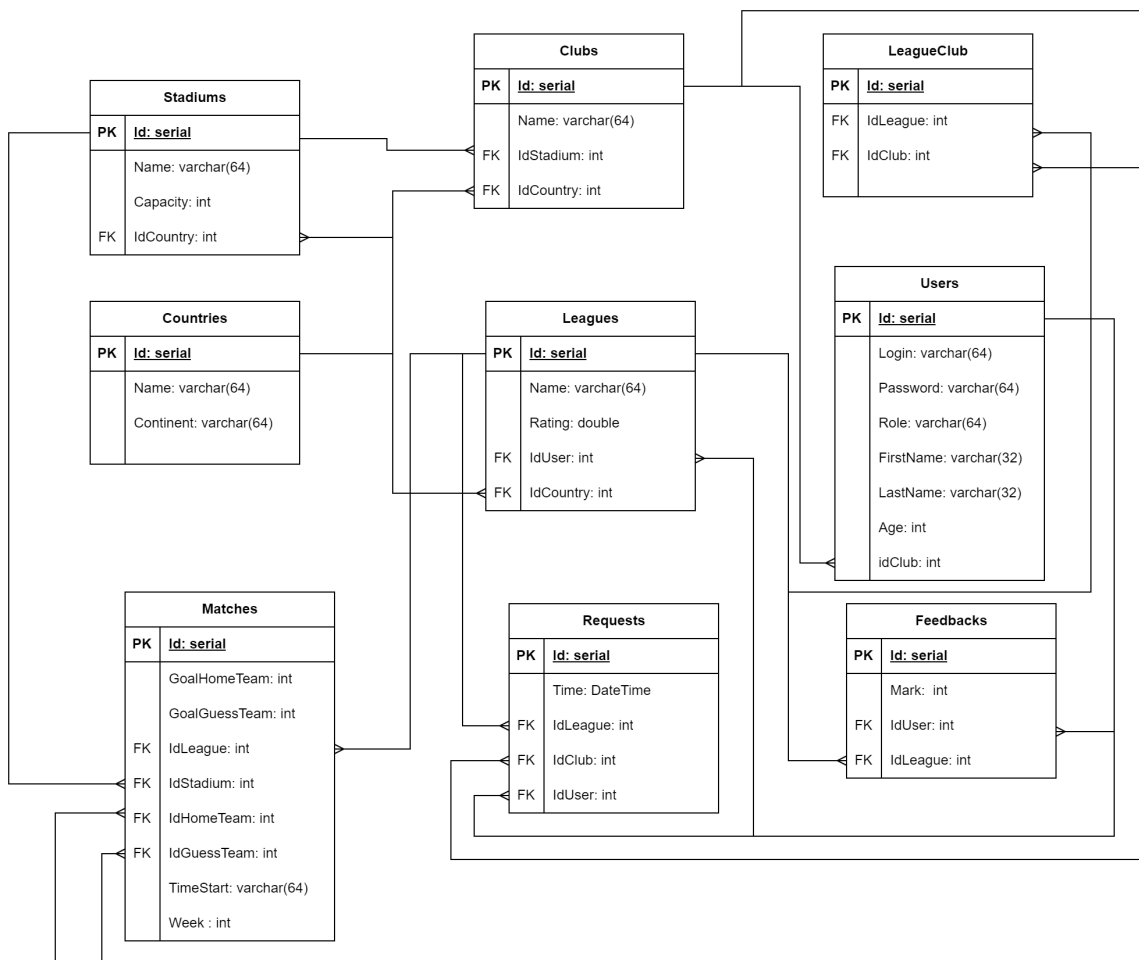 Clubs
PK Id: serial
Name: varchar(64)
FK IdStadium: int
FK IdCountry: int
LeagueClub
PK Id: serial
FK IdLeague: int
FK IdClub: int
Stadiums
PK Id: serial
Name: varchar(64)
Capacity: int
FK IdCountry: int
Users
PK Id: serial
Login: varchar(64)
Password: varchar(64)
Role: varchar(64)
FirstName: varchar(32)
LastName: varchar(32)
Age: int
idClub: int
Countries
PK Id: serial
Name: varchar(64)
Continent: varchar(64)
Leagues
PK Id: serial
Name: varchar(64)
Rating: double
FK IdUser: int
FK IdCountry: int
Matches
PK Id: serial
GoalHomeTeam: int
GoalGuessTeam: int
FK IdLeague: int
FK IdStadium: int
FK IdHomeTeam: int
FK IdGuessTeam: int
TimeStart: varchar(64)
Week : int
Requests
PK Id: serial
Time: DateTime
FK IdLeague: int
FK IdClub: int
FK IdUser: int
Feedbacks
PK Id: serial
Mark: int
FK IdUser: int
FK IdLeague: int